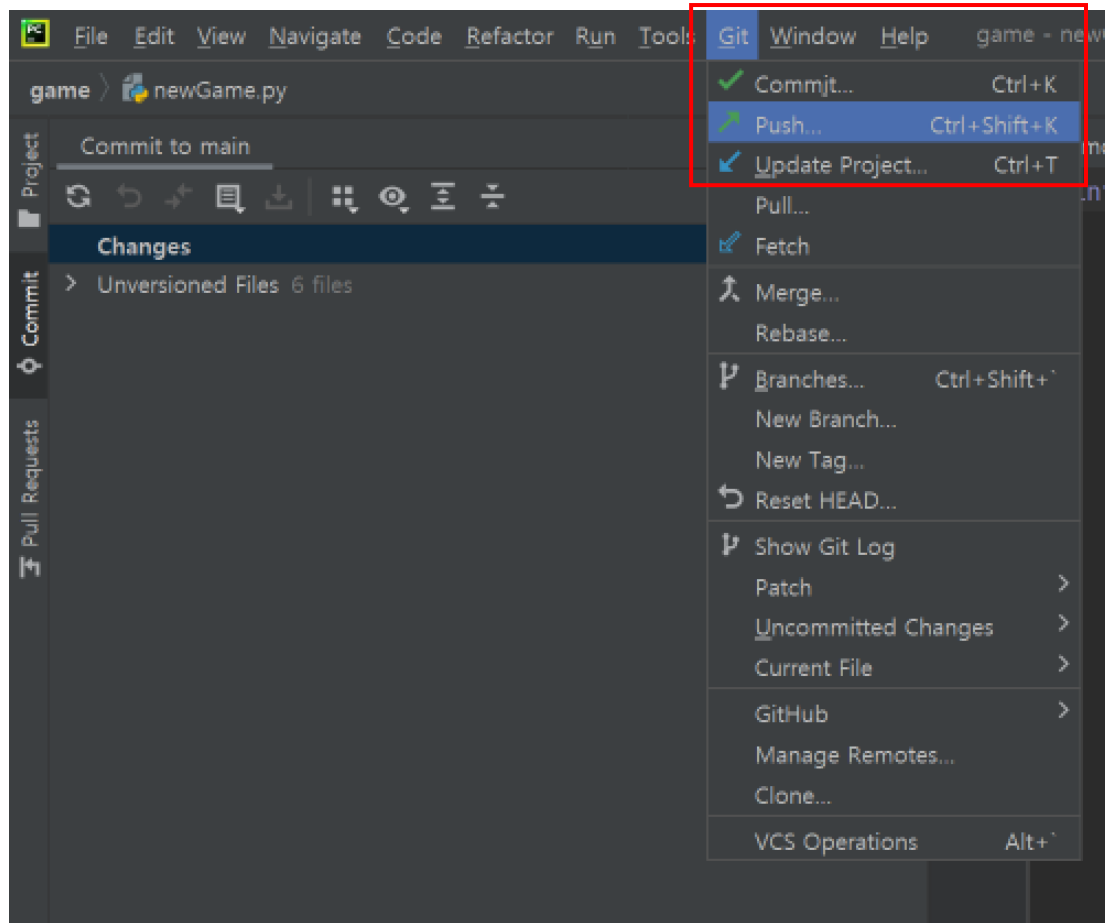 PC
File Edit View Navigate Code Refactor Run Tools Git Window Help game - new
game newGame.py
Project
Commit
Pull Requests
Commit to main
Changes
Unversioned Files 6 files
Commit... Ctrl+K
Push... Ctrl+Shift+K
Update Project... Ctrl+T
Pull...
Fetch
Merge...
Rebase...
Branches... Ctrl+Shift+`
New Branch...
New Tag...
Reset HEAD...
Show Git Log
Patch
Uncommitted Changes
Current File
GitHub
Manage Remotes...
Clone...
VCS Operations Alt+`